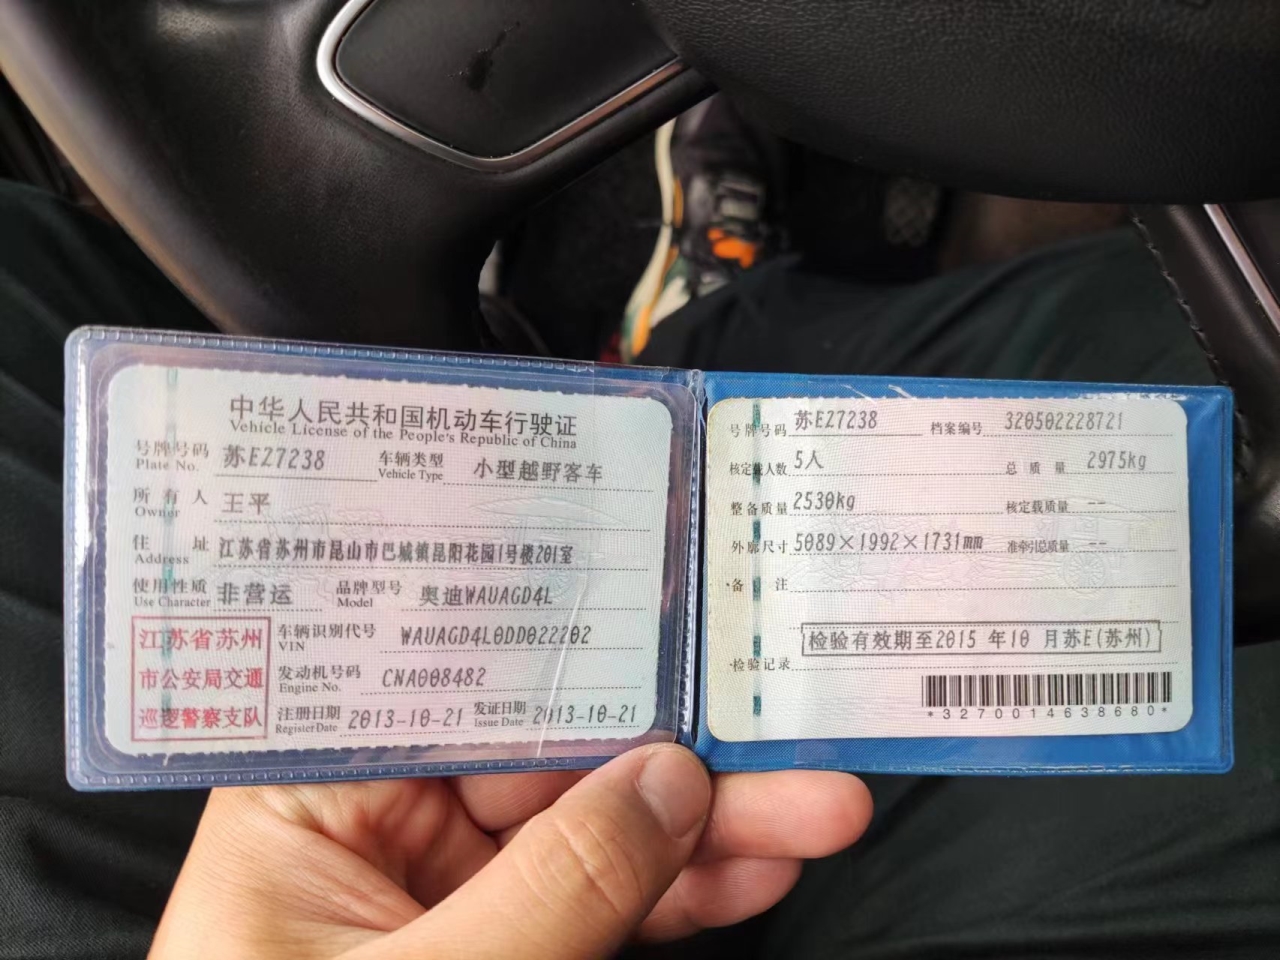 中华人民共和国机动车行驶证
Vehicle License of the People's Republic of China
号牌号码 苏EZ7238 车辆类型 小型越野客车
Plate No. Vehicle Type
所有人 王平
Owner
住址 江苏省苏州市昆山市巴城镇昆阳花园1号楼201室
Address
使用性质 非营运 品牌型号 奥迪WAUAGD4L
Use Character Model
江苏省苏州
市公安局交通
巡逻警察支队
车辆识别代号 WAUAGD4L0DD022202
VIN
发动机号码 CNA008482
Engine No.
注册日期 2013-10-21 发证日期 2013-10-21
Register Date Issue Date
号牌号码 苏EZ7238 档案编号 320502228721
核定载人数 5人 总质量 2975kg
整备质量 2530kg 核定载质量 --
外廓尺寸 5089×1992×1731mm 准牵引总质量 --
备注
检验有效期至2015 年10 月苏E(苏州)
检验记录
*3270014638680*